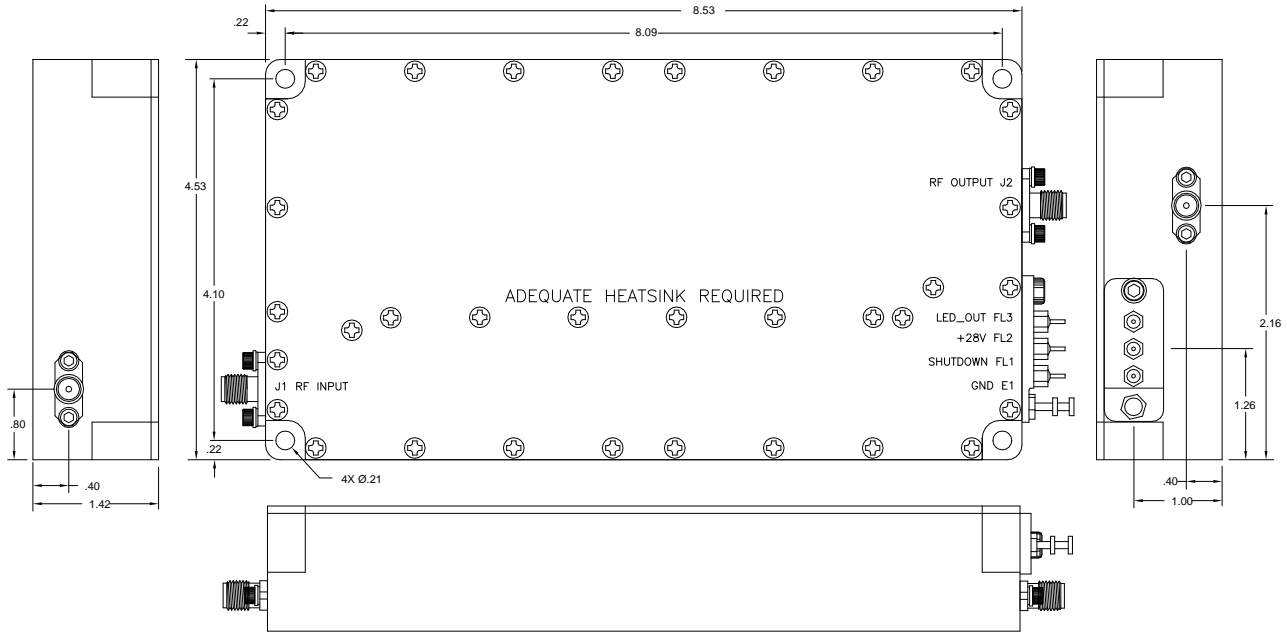 8.53
.22
8.09
4.53
RF OUTPUT J2
4.10
ADEQUATE HEATSINK REQUIRED
LED_OUT FL3
+28V FL2
SHUTDOWN FL1
J1 RF INPUT
GND E1
.80
.22
.40
1.42
4X Ø.21
2.16
1.26
.40
1.00